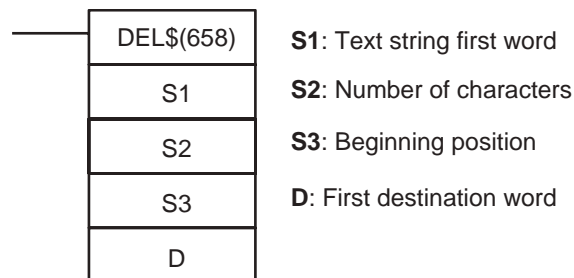 DEL$(658)
S1
S2
S3
D
S1: Text string first word
S2: Number of characters
S3: Beginning position
D: First destination word